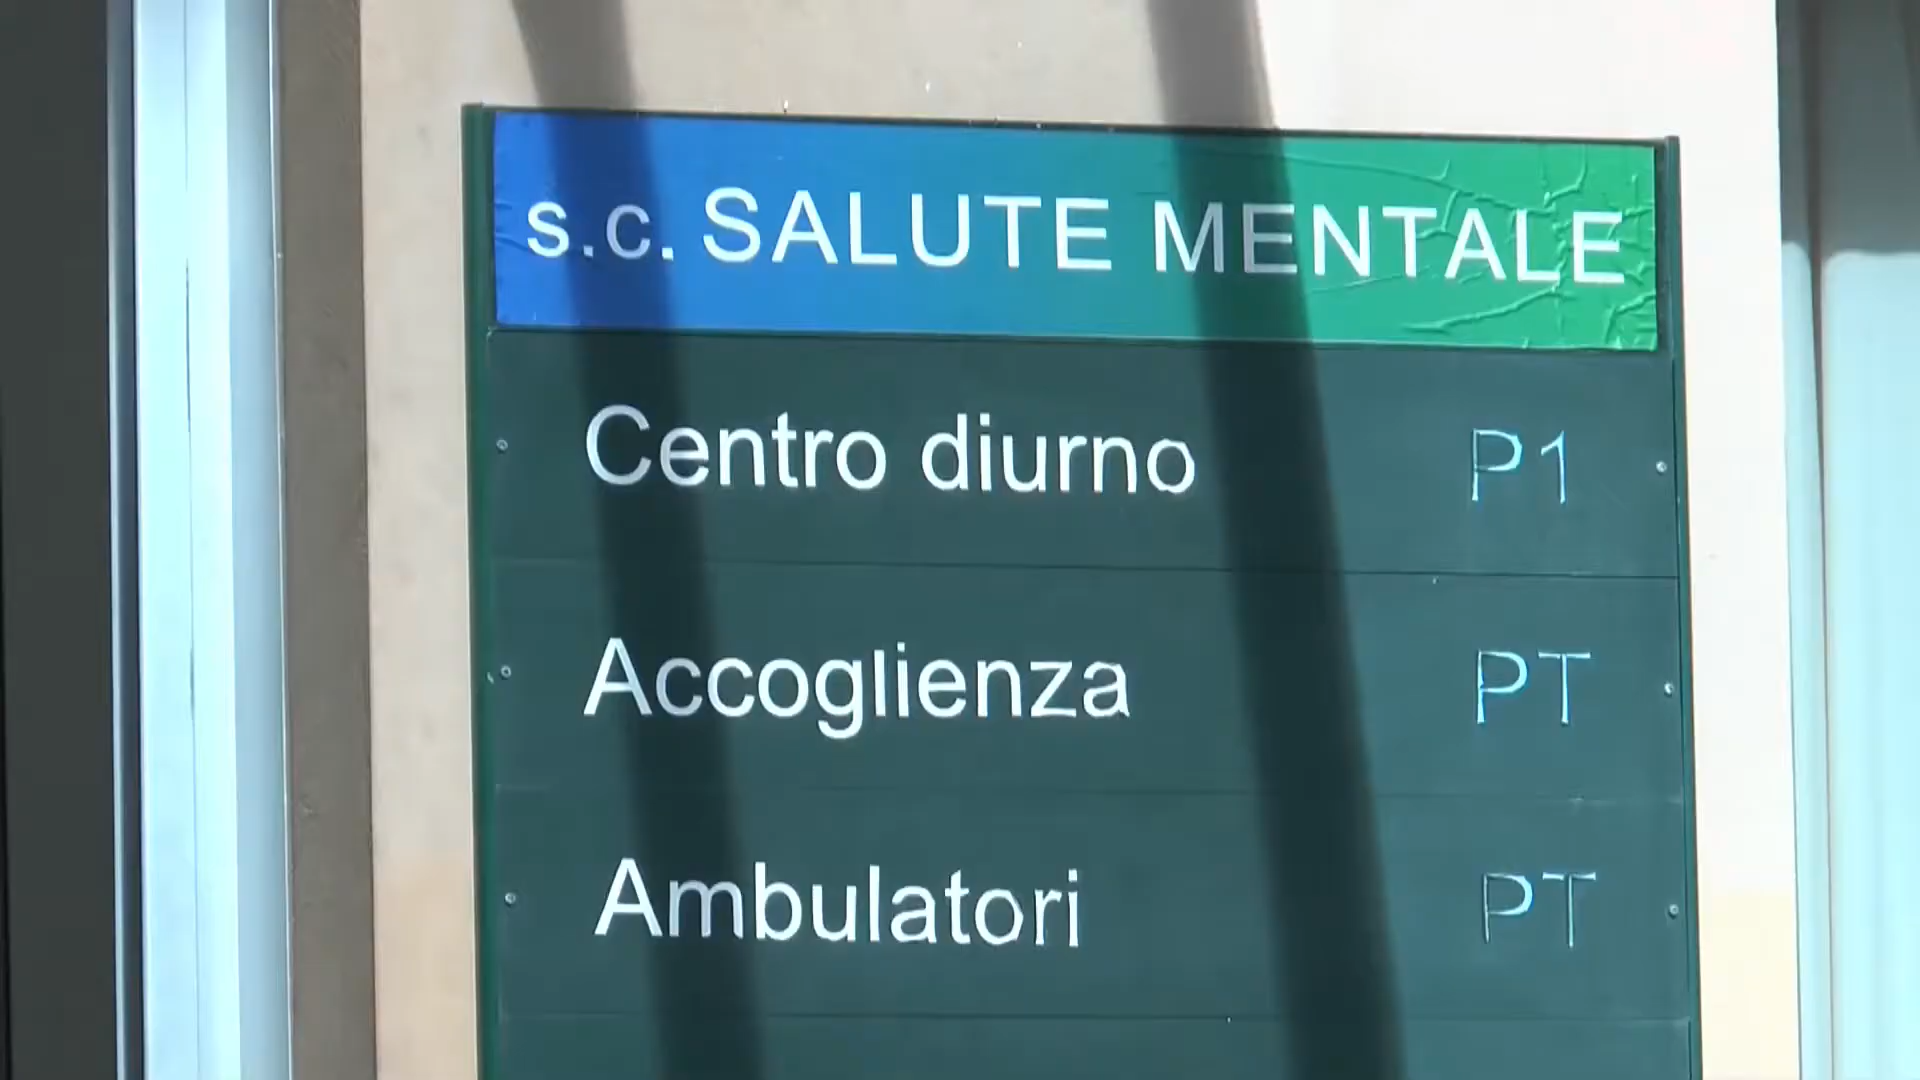 s.c. SALUTE MENTALE
Centro diurno P1
Accoglienza PT
Ambulatori PT